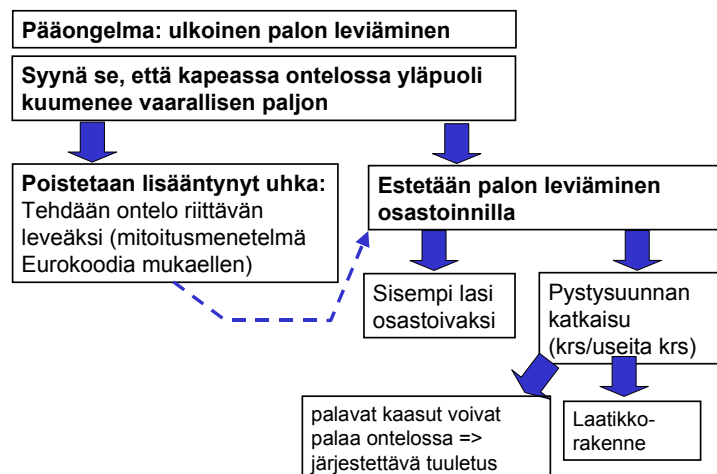 Pääongelma: ulkoinen palon leviäminen
Syynä se, että kapeassa ontelossa yläpuoli
kuumenee vaarallisen paljon
Poistetaan lisääntynyt uhka:
Tehdään ontelo riittävän
leveäksi (mitoitusmenetelmä
Eurokoodia mukaellen)
Estetään palon leviäminen
osastoinnilla
Sisempi lasi
osastoivaksi
Pystysuunnan
katkaisu
(krs/useita krs)
palavat kaasut voivat
palaa ontelossa =>
järjestettävä tuuletus
Laatikko-
rakenne